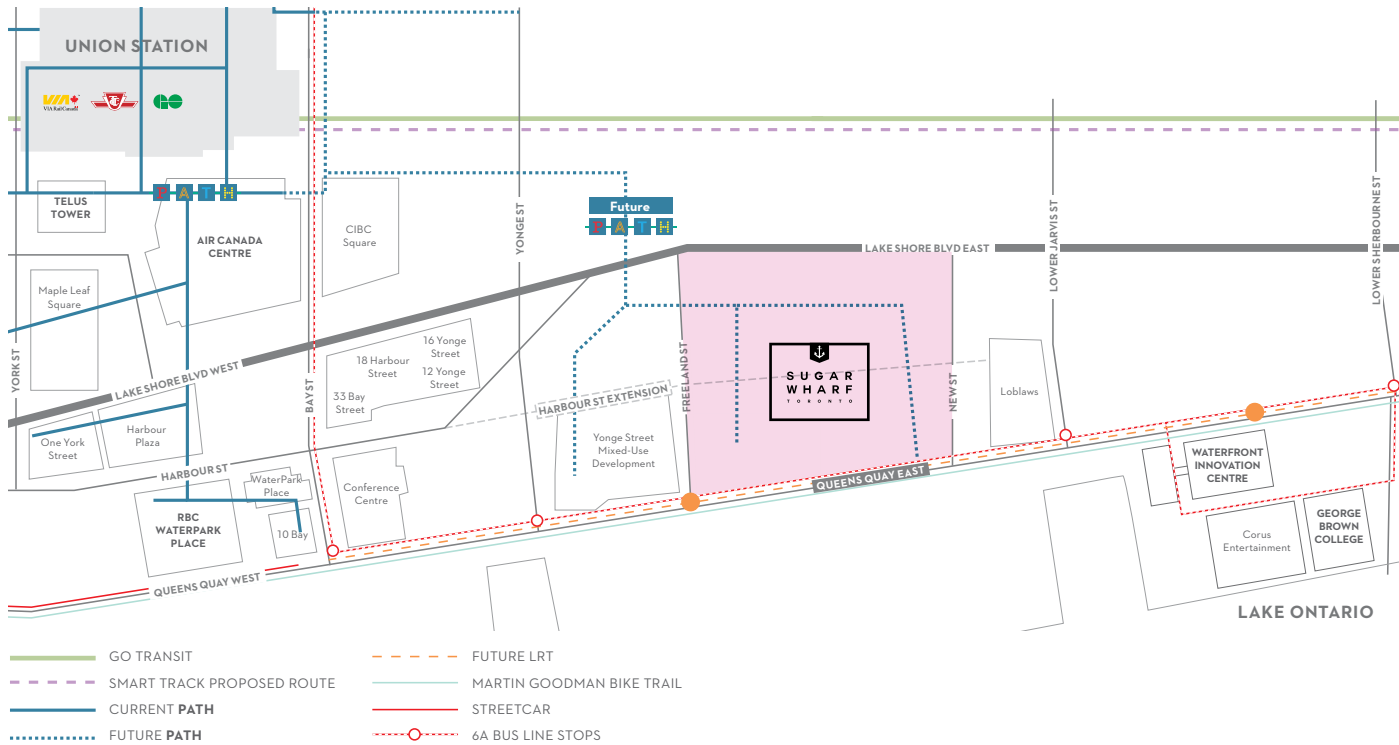 UNION STATION
VIA
VIA Rail Canada
GO
TELUS
TOWER
PATH
AIR CANADA
CENTRE
CIBC
Square
YONGE ST
Future
PATH
LAKE SHORE BLVD EAST
LOWER JARVIS ST
LOWER SHERBOURNE ST
Maple Leaf
Square
YORK ST
LAKE SHORE BLVD WEST
BAY ST
16 Yonge
Street
18 Harbour
Street
12 Yonge
Street
33 Bay
Street
HARBOUR ST EXTENSION
FREELAND ST
SUGAR
WHARF
TORONTO
NEW ST
Loblaws
One York
Street
Harbour
Plaza
HARBOUR ST
WaterPark
Place
Conference
Centre
Yonge Street
Mixed-Use
Development
QUEENS QUAY EAST
WATERFRONT
INNOVATION
CENTRE
RBC
WATERPARK
PLACE
10 Bay
QUEENS QUAY WEST
Corus
Entertainment
GEORGE
BROWN
COLLEGE
LAKE ONTARIO
GO TRANSIT
SMART TRACK PROPOSED ROUTE
CURRENT PATH
FUTURE PATH
FUTURE LRT
MARTIN GOODMAN BIKE TRAIL
STREETCAR
6A BUS LINE STOPS